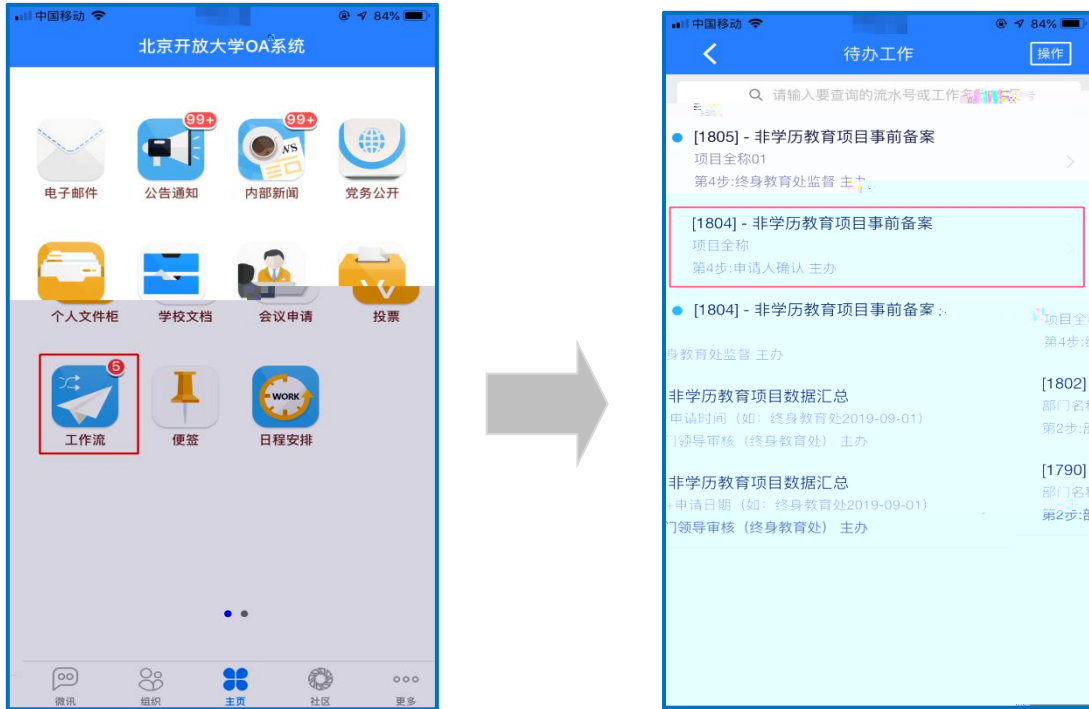 中国移动
84%
北京开放大学OA系统
99+
99+
NS
电子邮件
公告通知
内部新闻
党务公开
个人文件柜
学校文档
会议申请
投票
5
WORK
工作流
便签
日程安排
微讯
组织
主页
社区
更多
中国移动
84%
待办工作
操作
请输入要查询的流水号或工作
[1805] - 非学历教育项目事前备案
项目全称01
第4步:终身教育处监督 主
[1804] - 非学历教育项目事前备案
项目全称
第4步:申请人确认 主办
[1804] - 非学历教育项目事前备案
项目全
第4步:
身教育处监督 主办
[1802]
非学历教育项目数据汇总
部门名
申请时间（如：终身教育处2019-09-01）
第2步:
门领导审核（终身教育处） 主办
[1790]
非学历教育项目数据汇总
部门名
+申请日期（如：终身教育处2019-09-01）
第2步:
门领导审核（终身教育处） 主办